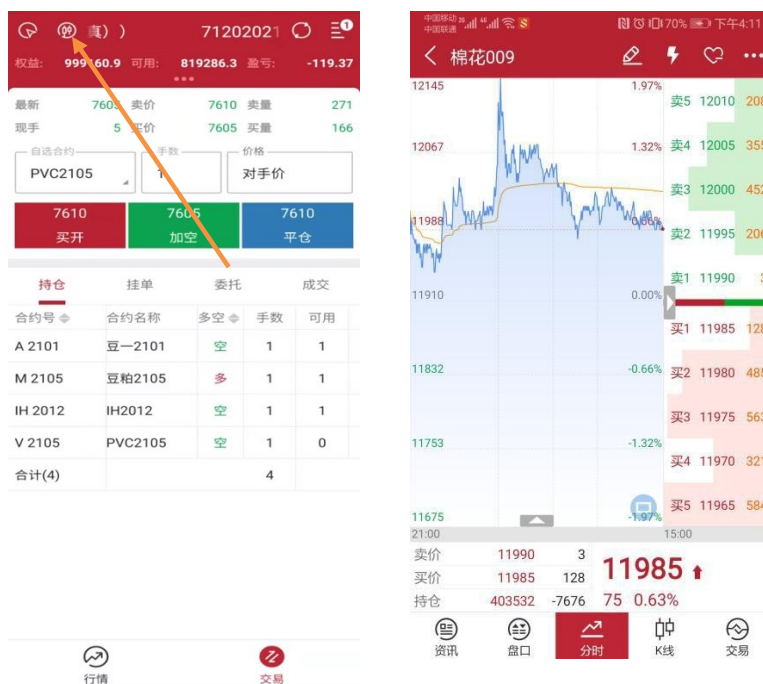 真) ) 71202021 1
权益: 999160.9 可用: 819286.3 盈亏: -119.37
最新 7605 卖价 7610 卖量 271
现手 5 买价 7605 买量 166
自选合约 手数 价格
PVC2105 1 对手价
7610 7605 7610
买开 加空 平仓
持仓 挂单 委托 成交
合约号 合约名称 多空 手数 可用
A 2101 豆一2101 空 1 1
M 2105 豆粕2105 多 1 1
IH 2012 IH2012 空 1 1
V 2105 PVC2105 空 1 0
合计(4) 4
行情 交易
中国移动
中国联通 70% 下午4:11
棉花009
12145 1.97%
12067 1.32%
11988 0.66%
11910 0.00%
11832 -0.66%
11753 -1.32%
11675 -1.97%
21:00 15:00
卖5 12010 208
卖4 12005 355
卖3 12000 452
卖2 11995 206
卖1 11990 3
买1 11985 128
买2 11980 485
买3 11975 563
买4 11970 321
买5 11965 584
卖价 11990 3
买价 11985 128
持仓 403532 -7676
11985
75 0.63%
资讯 盘口 分时 K线 交易